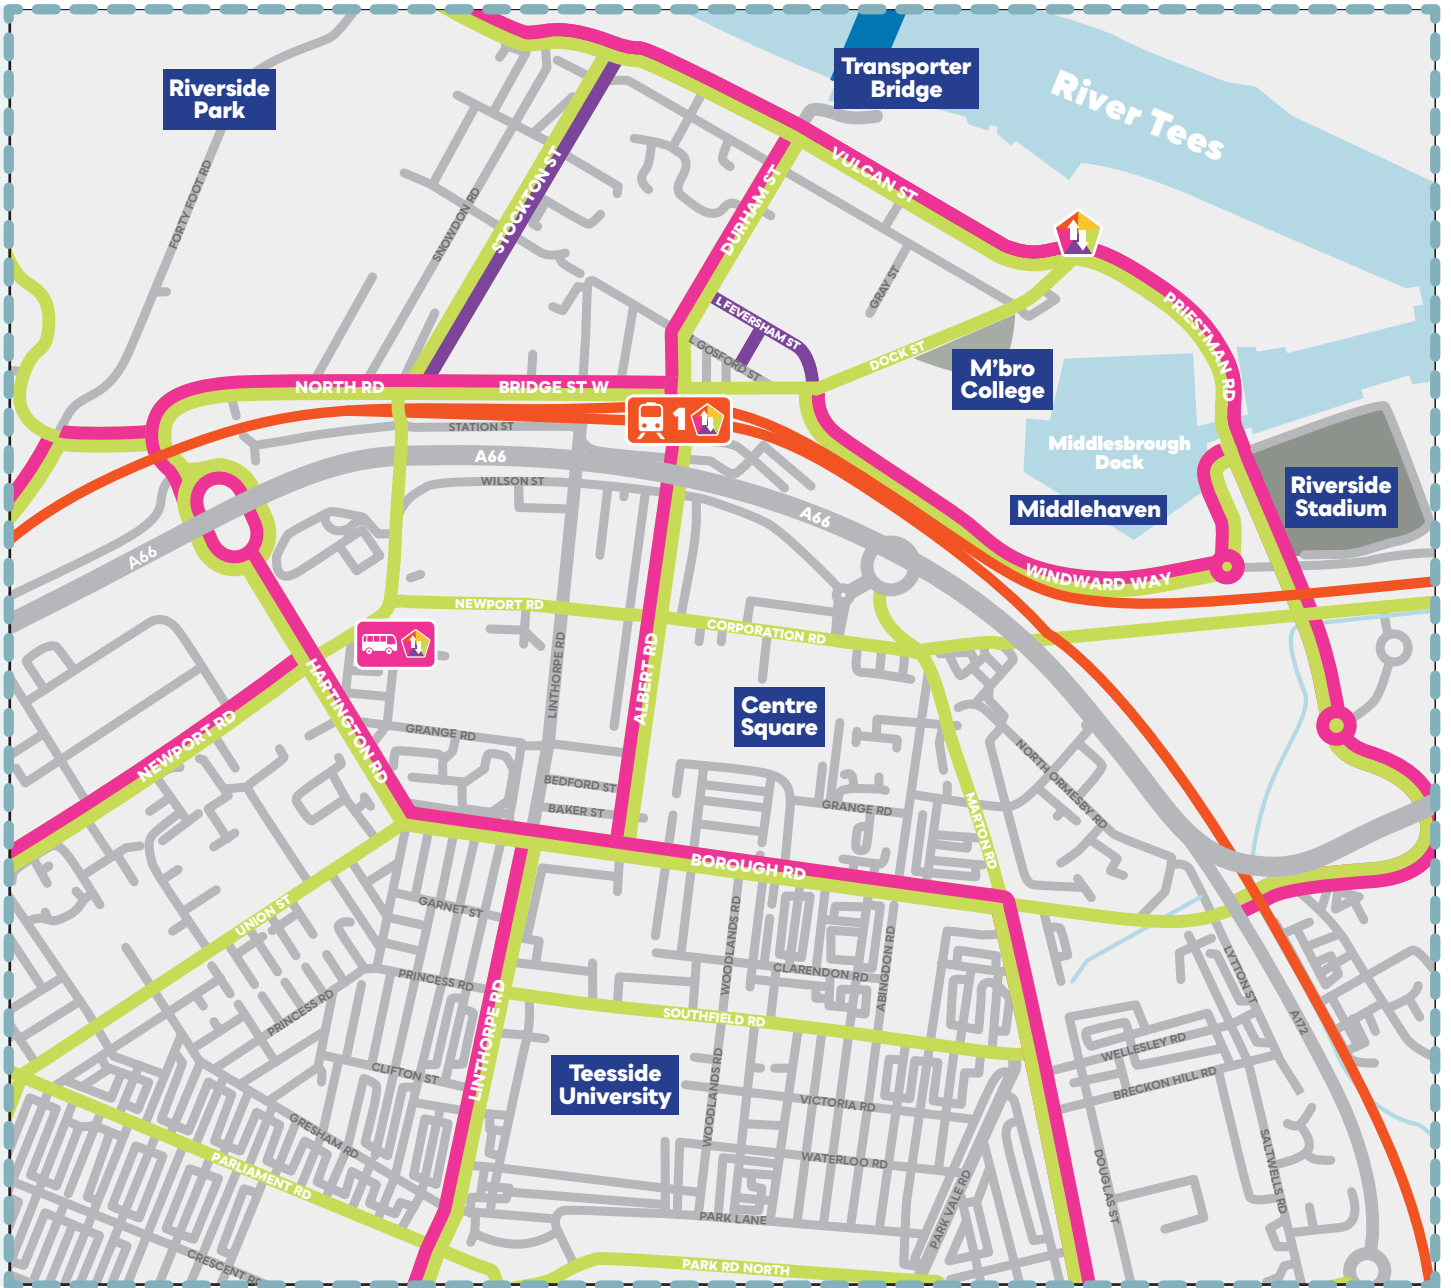 Transporter
Bridge
Riverside
Park
River Tees
VULCAN ST
STOCKTON ST
DURHAM ST
FORTY FOOT RD
SNOWDON RD
GRAY ST
PRIESTMAN RD
L FEVERSHAM ST
L GOSFORD ST
DOCK ST
M'bro
College
NORTH RD
BRIDGE ST W
1
STATION ST
A66
WILSON ST
A66
A66
Middlesbrough
Dock
Middlehaven
Riverside
Stadium
WINDWARD WAY
NEWPORT RD
CORPORATION RD
LINTHORPE RD
ALBERT RD
HARTINGTON RD
NEWPORT RD
Centre
Square
GRANGE RD
NORTH ORMESBY RD
BEDFORD ST
BAKER ST
GRANGE RD
MARTON RD
BOROUGH RD
UNION ST
GARNET ST
WOODLANDS RD
ABINGDON RD
CLARENDON RD
LYTTON ST
PRINCESS RD
PRINCESS RD
LINTHORPE RD
SOUTHFIELD RD
A172
WELLESLEY RD
BRECKON HILL RD
CLIFTON ST
Teesside
University
WOODLANDS RD
VICTORIA RD
GRESHAM RD
WATERLOO RD
DOUGLAS ST
SALTWELLS RD
PARLIAMENT RD
PARK VALE RD
PARK LANE
CRESCENT RD
PARK RD NORTH